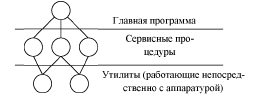 Главная программа
Сервисные про-
цедуры
Утилиты (работающие непосред-
ственно с аппаратурой)